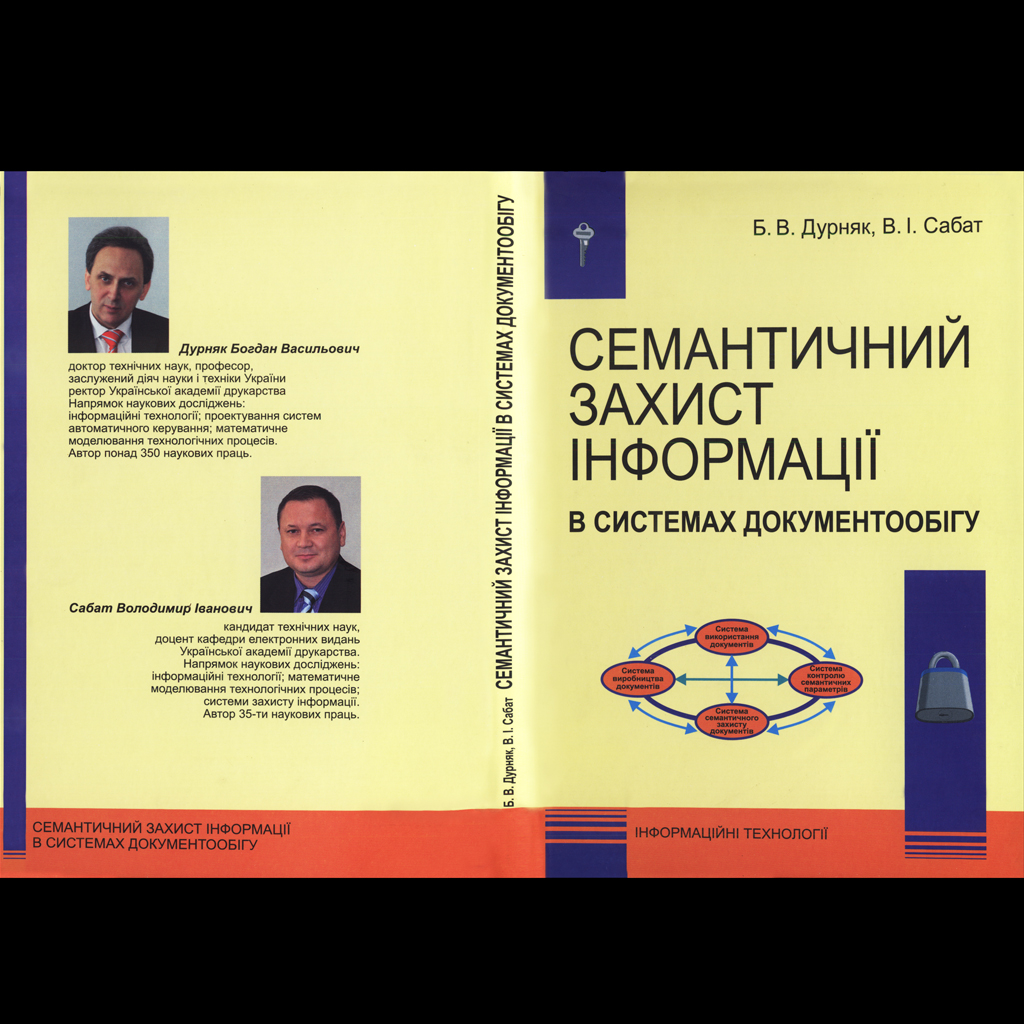 Дурняк Богдан Васильович
доктор технічних наук, професор,
заслужений діяч науки і техніки України
ректор Української академії друкарства
Напрямок наукових досліджень:
інформаційні технології; проектування систем
автоматичного керування; математичне
моделювання технологічних процесів.
Автор понад 350 наукових праць.
Сабат Володимир Іванович
кандидат технічних наук,
доцент кафедри електронних видань
Української академії друкарства.
Напрямок наукових досліджень:
інформаційні технології; математичне
моделювання технологічних процесів;
системи захисту інформації.
Автор 35-ти наукових праць.
СЕМАНТИЧНИЙ ЗАХИСТ ІНФОРМАЦІЇ
В СИСТЕМАХ ДОКУМЕНТООБІГУ
Б. В. Дурняк, В. І. Сабат СЕМАНТИЧНИЙ ЗАХИСТ ІНФОРМАЦІЇ В СИСТЕМАХ ДОКУМЕНТООБІГУ
Б. В. Дурняк, В. І. Сабат
СЕМАНТИЧНИЙ
ЗАХИСТ
ІНФОРМАЦІЇ
В СИСТЕМАХ ДОКУМЕНТООБІГУ
Система
використання
документів
Система
виробництва
документів
Система
контролю
семантичних
параметрів
Система
семантичного
захисту
документів
ІНФОРМАЦІЙНІ ТЕХНОЛОГІЇ